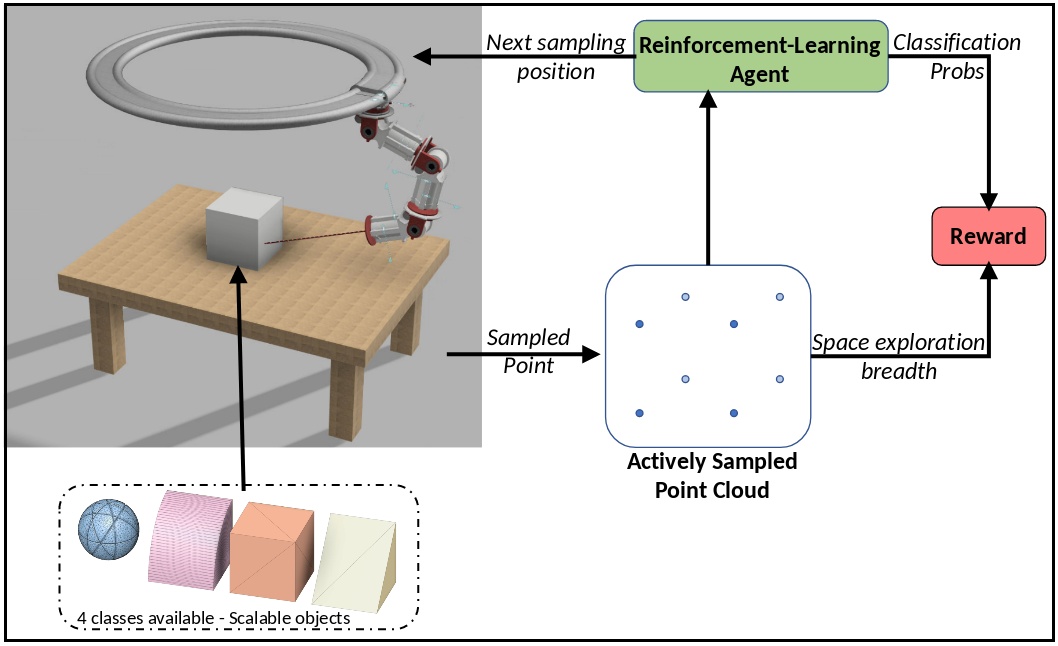 Next sampling
position
Reinforcement-Learning
Agent
Classification
Probs
Reward
Sampled
Point
Space exploration
breadth
Actively Sampled
Point Cloud
4 classes available - Scalable objects